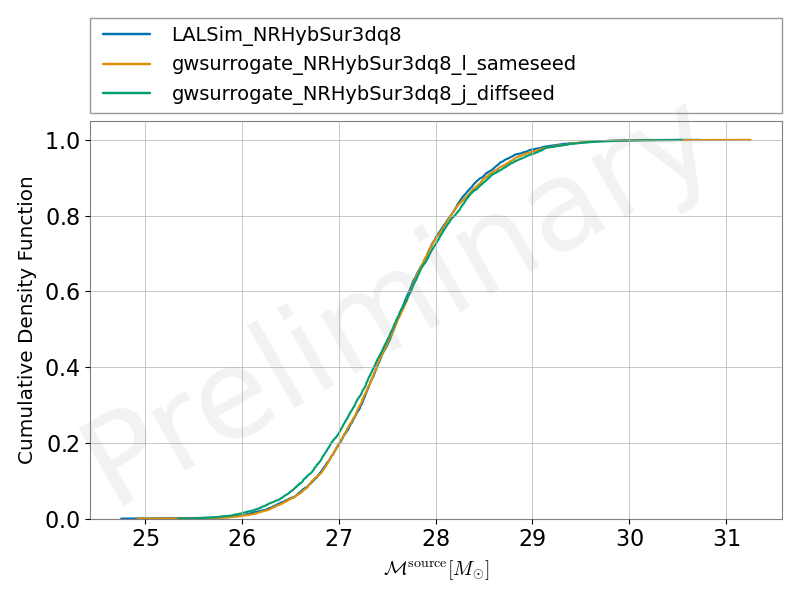 LALSim_NRHybSur3dq8
gwsurrogate_NRHybSur3dq8_l_sameseed
gwsurrogate_NRHybSur3dq8_j_diffseed
Preliminary
Cumulative Density Function
1.0
0.8
0.6
0.4
0.2
0.0
25 26 27 28 29 30 31
ℳ^source [M_⊙]